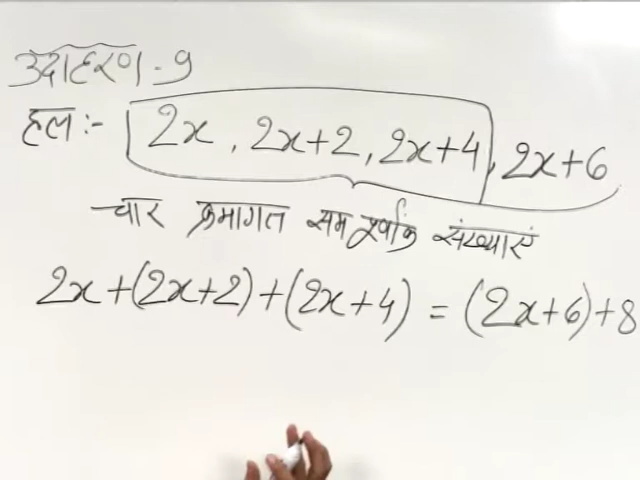 उदाहरण - 9
हल :- 2x , 2x+2 , 2x+4 , 2x+6
चार क्रमागत सम पूर्णांक संख्याएं
2x+(2x+2)+(2x+4) = (2x+6)+8